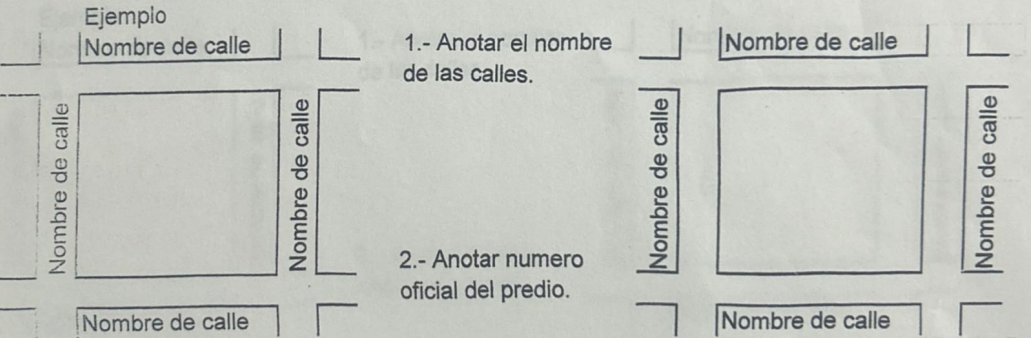 Ejemplo
Nombre de calle
Nombre de calle
Nombre de calle
Nombre de calle
1.- Anotar el nombre
de las calles.
2.- Anotar numero
oficial del predio.
Nombre de calle
Nombre de calle
Nombre de calle
Nombre de calle